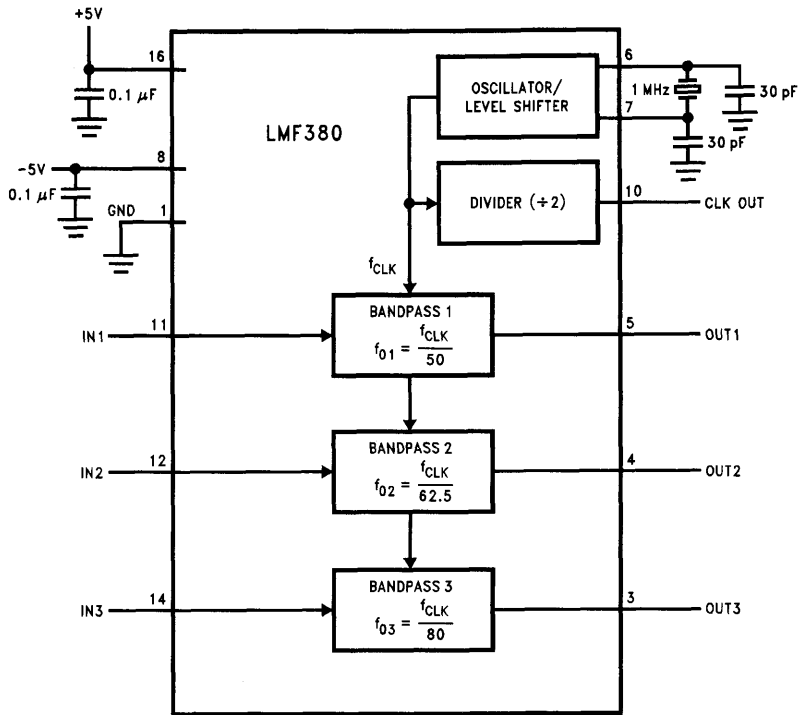 +5V
16
0.1 μF
-5V
8
0.1 μF
GND
1
LMF380
OSCILLATOR/
LEVEL SHIFTER
6
1 MHz
30 pF
7
30 pF
DIVIDER (÷2)
10
CLK OUT
fCLK
IN1
11
BANDPASS 1
f01 = fCLK
50
5
OUT1
IN2
12
BANDPASS 2
f02 = fCLK
62.5
4
OUT2
IN3
14
BANDPASS 3
f03 = fCLK
80
3
OUT3